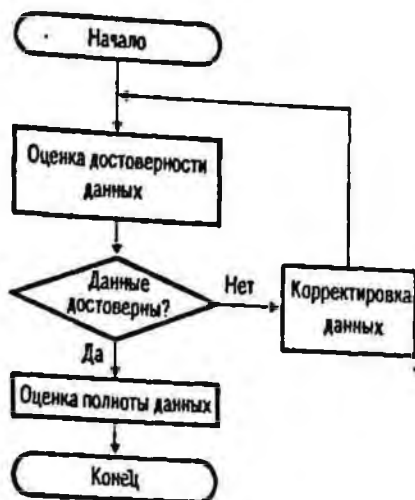 Начало
Оценка достоверности
данных
Данные
достоверны?
Нет
Корректировка
данных
Да
Оценка полноты данных
Конец